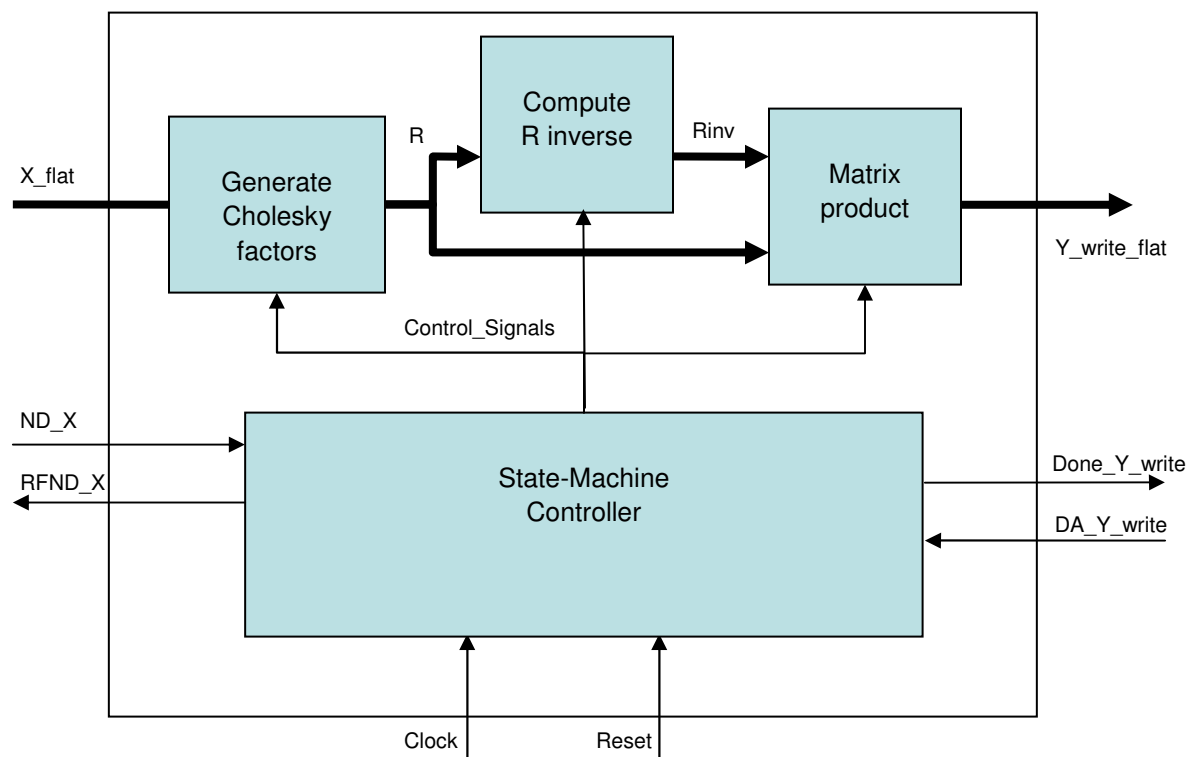 Compute
R inverse
R
Rinv
X_flat
Generate
Cholesky
factors
Matrix
product
Y_write_flat
Control_Signals
ND_X
RFND_X
State-Machine
Controller
Done_Y_write
DA_Y_write
Clock
Reset